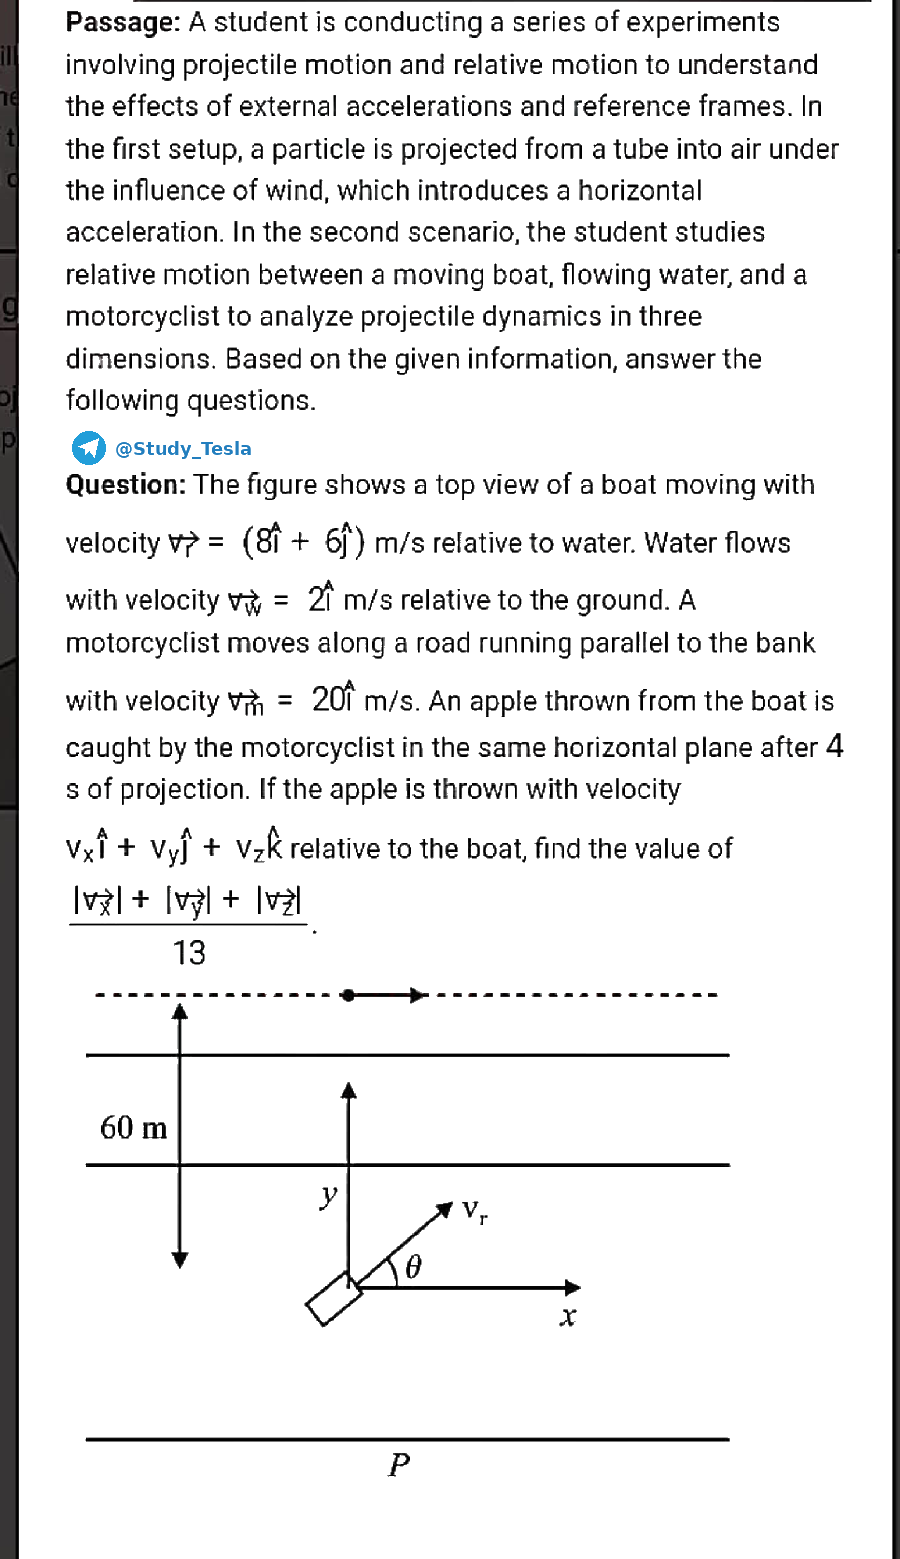 Passage: A student is conducting a series of experiments
involving projectile motion and relative motion to understand
the effects of external accelerations and reference frames. In
the first setup, a particle is projected from a tube into air under
the influence of wind, which introduces a horizontal
acceleration. In the second scenario, the student studies
relative motion between a moving boat, flowing water, and a
motorcyclist to analyze projectile dynamics in three
dimensions. Based on the given information, answer the
following questions.
@Study_Tesla
Question: The figure shows a top view of a boat moving with
velocity v⃗r = (8î + 6ĵ) m/s relative to water. Water flows
with velocity v⃗w = 2î m/s relative to the ground. A
motorcyclist moves along a road running parallel to the bank
with velocity v⃗m = 20î m/s. An apple thrown from the boat is
caught by the motorcyclist in the same horizontal plane after 4
s of projection. If the apple is thrown with velocity
vₓî + vyĵ + vzk̂ relative to the boat, find the value of
|v⃗x| + |v⃗y| + |v⃗z|
13
.
60 m
y
vr
θ
x
P